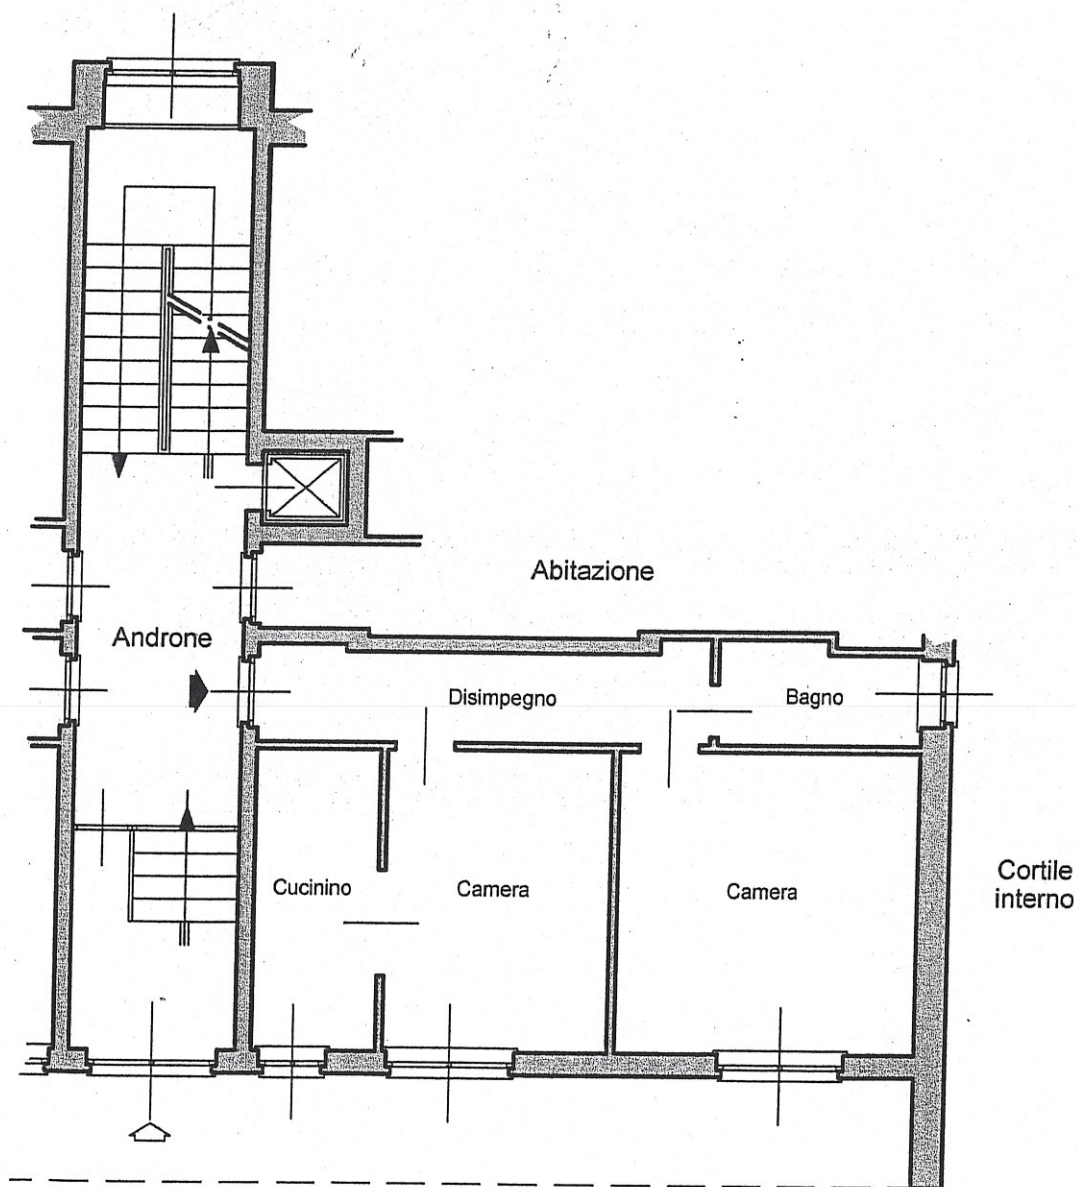 Abitazione
Androne
Disimpegno
Bagno
Cucinino
Camera
Camera
Cortile
interno